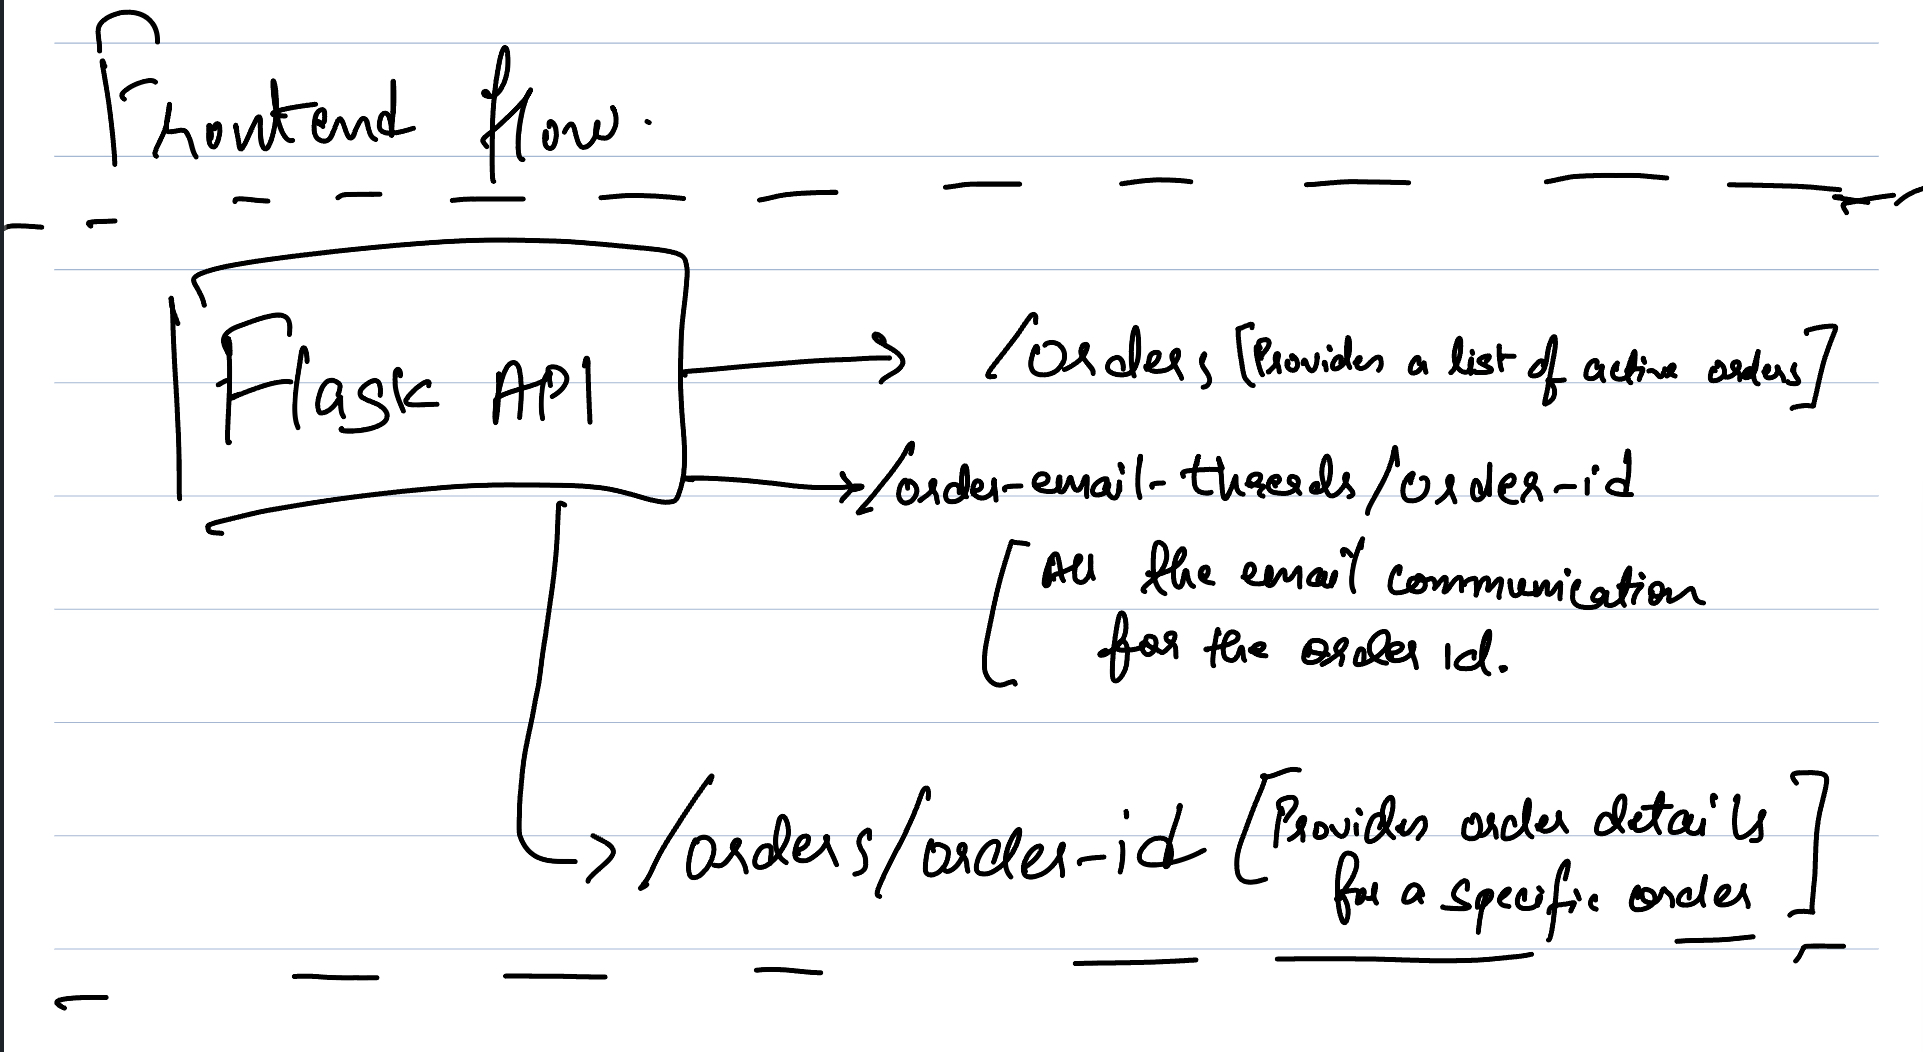 Frontend flow.
Flask API
/orders [Provides a list of active orders]
/order-email-threads/order-id
[All the email communication
for the order id.
/orders/order-id [Provides order details
for a specific order]